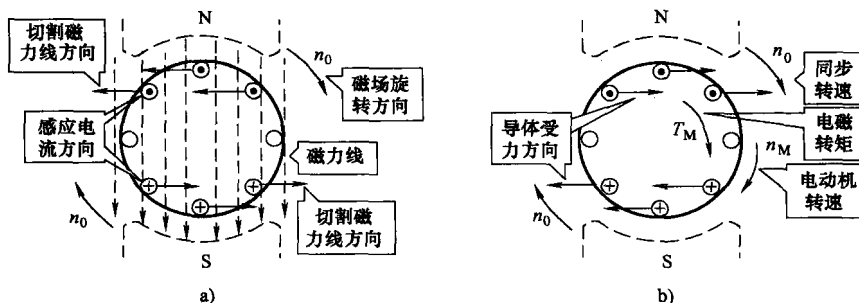 N
切割磁
力线方向
n₀
磁场旋
转方向
感应电
流方向
磁力线
n₀
切割磁
力线方向
S
a)
N
n₀
同步
转速
导体受
力方向
T_M
电磁
转矩
n_M
电动机
转速
n₀
S
b)